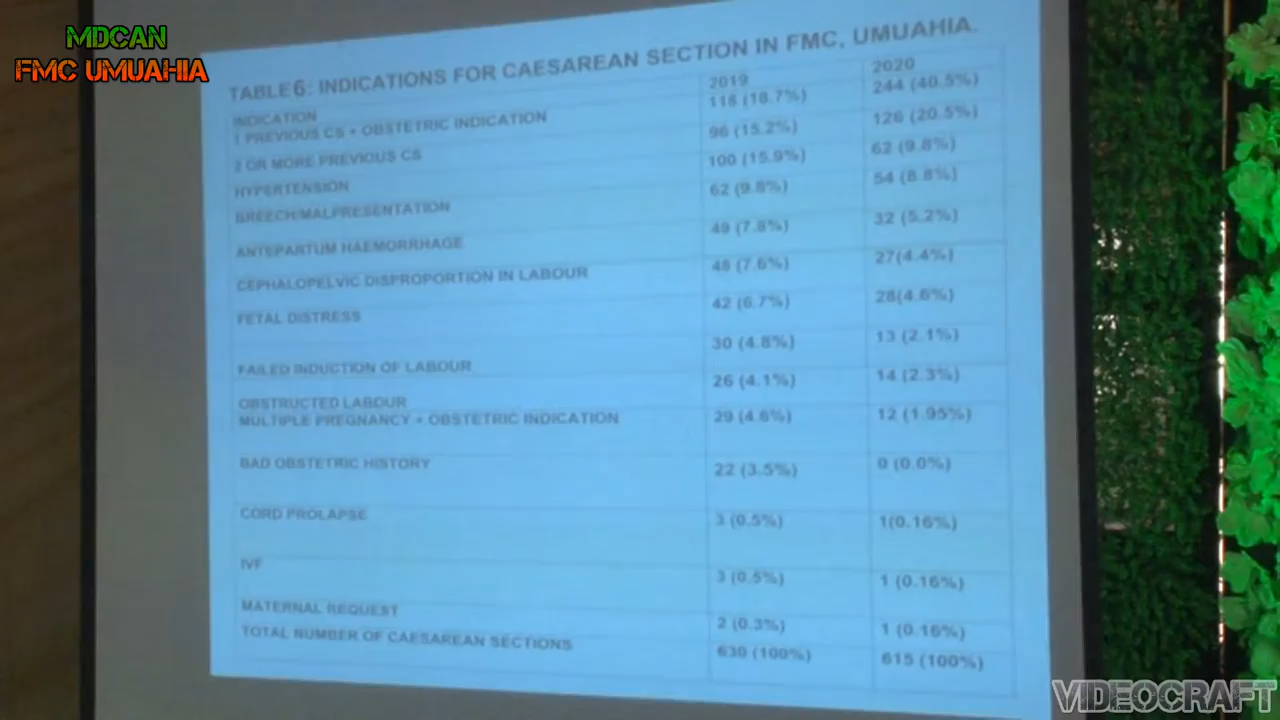 MDCAN
FMC UMUAHIA
TABLE 6: INDICATIONS FOR CAESAREAN SECTION IN FMC, UMUAHIA.
INDICATION 2019 2020
1 PREVIOUS CS + OBSTETRIC INDICATION 118 (18.7%) 244 (40.5%)
2 OR MORE PREVIOUS CS 96 (15.2%) 126 (20.5%)
HYPERTENSION 100 (15.9%) 62 (9.8%)
BREECH/MALPRESENTATION 62 (9.8%) 54 (8.8%)
ANTEPARTUM HAEMORRHAGE 49 (7.8%) 32 (5.2%)
CEPHALOPELVIC DISPROPORTION IN LABOUR 48 (7.6%) 27(4.4%)
FETAL DISTRESS 42 (6.7%) 28(4.6%)
FAILED INDUCTION OF LABOUR 30 (4.8%) 13 (2.1%)
OBSTRUCTED LABOUR 26 (4.1%) 14 (2.3%)
MULTIPLE PREGNANCY + OBSTETRIC INDICATION 29 (4.6%) 12 (1.95%)
BAD OBSTETRIC HISTORY 22 (3.5%) 0 (0.0%)
CORD PROLAPSE 3 (0.5%) 1(0.16%)
IVF 3 (0.5%) 1 (0.16%)
MATERNAL REQUEST 2 (0.3%) 1 (0.16%)
TOTAL NUMBER OF CAESAREAN SECTIONS 630 (100%) 615 (100%)
VIDEOCRAFT